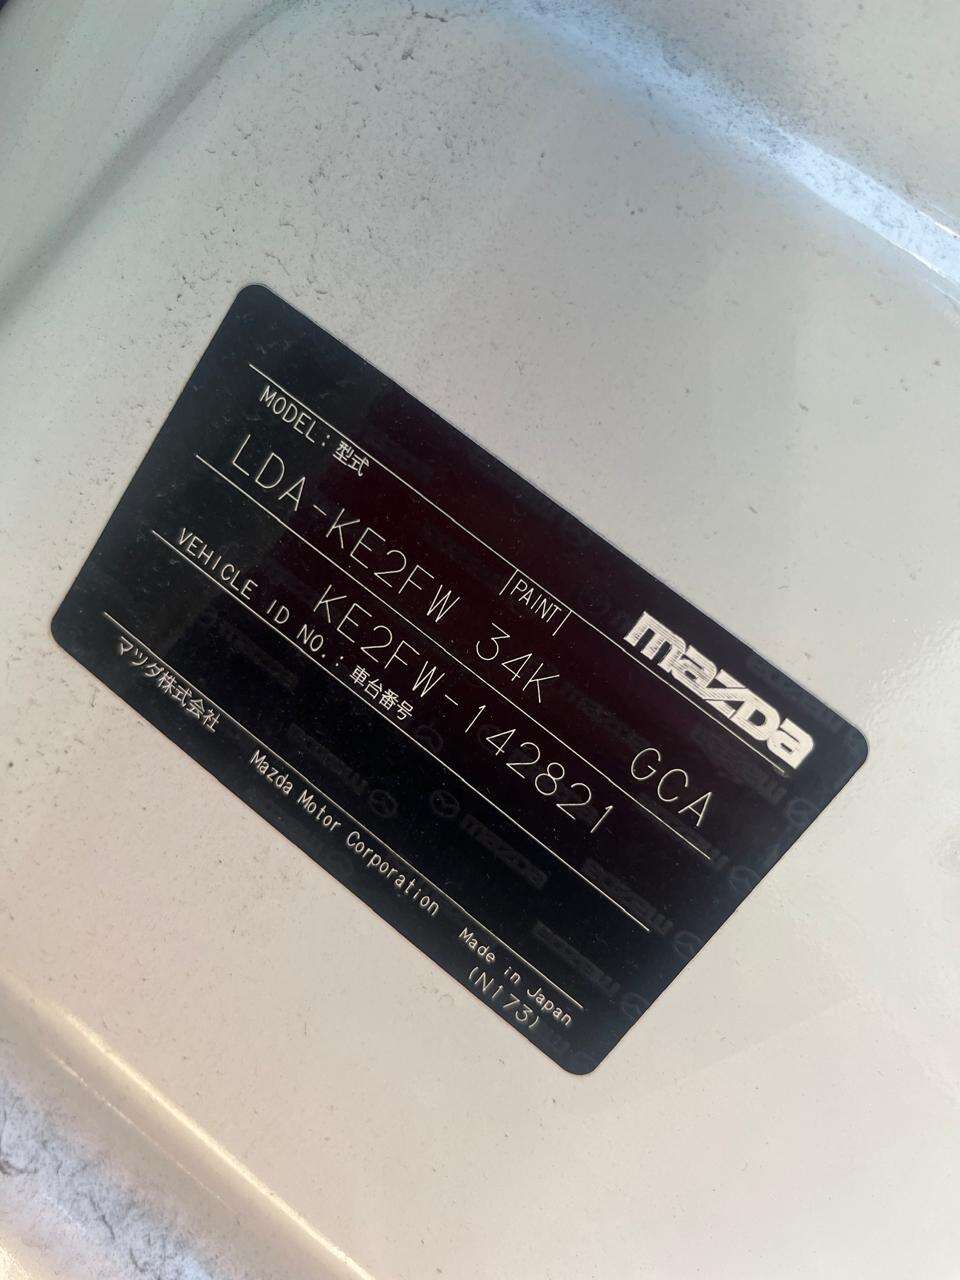 mazda
MODEL:型式 PAINT
LDA-KE2FW 34K GCA
KE2FW-142821
VEHICLE ID NO.:車台番号
マツダ株式会社 Mazda Motor Corporation Made in Japan
(N173)